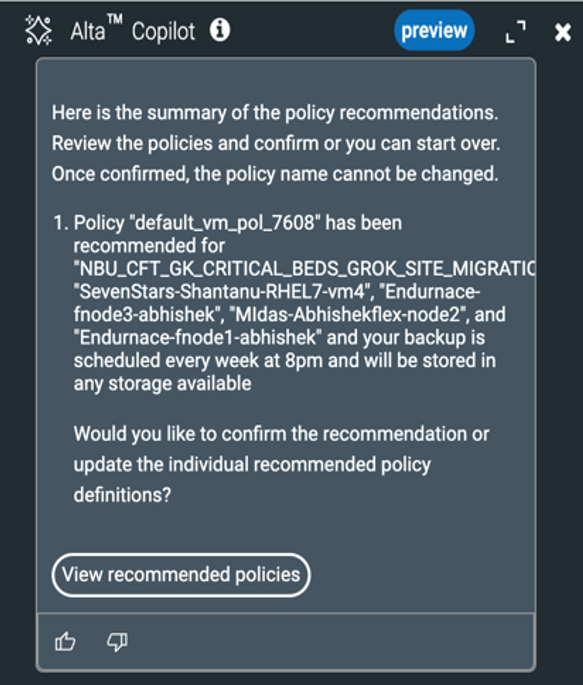 Alta™ Copilot
preview
Here is the summary of the policy recommendations.
Review the policies and confirm or you can start over.
Once confirmed, the policy name cannot be changed.
1. Policy "default_vm_pol_7608" has been
recommended for
"NBU_CFT_GK_CRITICAL_BEDS_GROK_SITE_MIGRATIC
"SevenStars-Shantanu-RHEL7-vm4", "Endurnace-
fnode3-abhishek", "MIdas-Abhishekflex-node2", and
"Endurnace-fnode1-abhishek" and your backup is
scheduled every week at 8pm and will be stored in
any storage available
Would you like to confirm the recommendation or
update the individual recommended policy
definitions?
View recommended policies